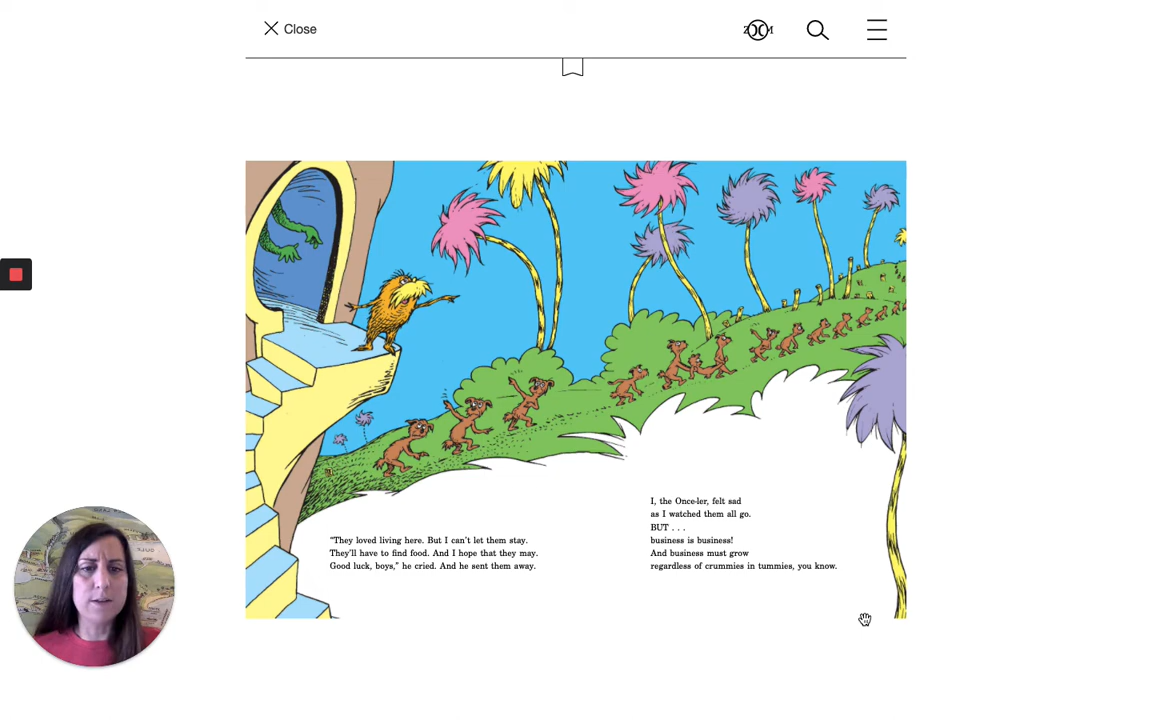 Close
"They loved living here. But I can't let them stay.
They'll have to find food. And I hope that they may.
Good luck, boys," he cried. And he sent them away.
I, the Once-ler, felt sad
as I watched them all go.
BUT . . .
business is business!
And business must grow
regardless of crummies in tummies, you know.